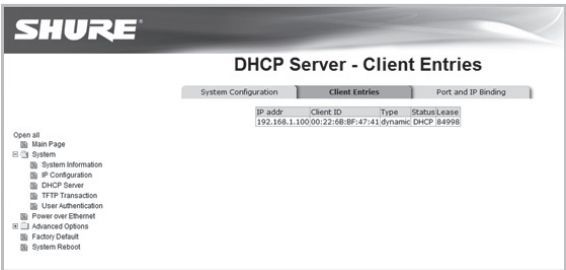 SHURE
DHCP Server - Client Entries
System Configuration
Client Entries
Port and IP Binding
IP addr Client ID Type Status Lease
192.168.1.100 00:22:6B:BF:47:41 dynamic DHCP 84998
Open all
Main Page
System
System Information
IP Configuration
DHCP Server
TFTP Transaction
User Authentication
Power over Ethernet
Advanced Options
Factory Default
System Reboot